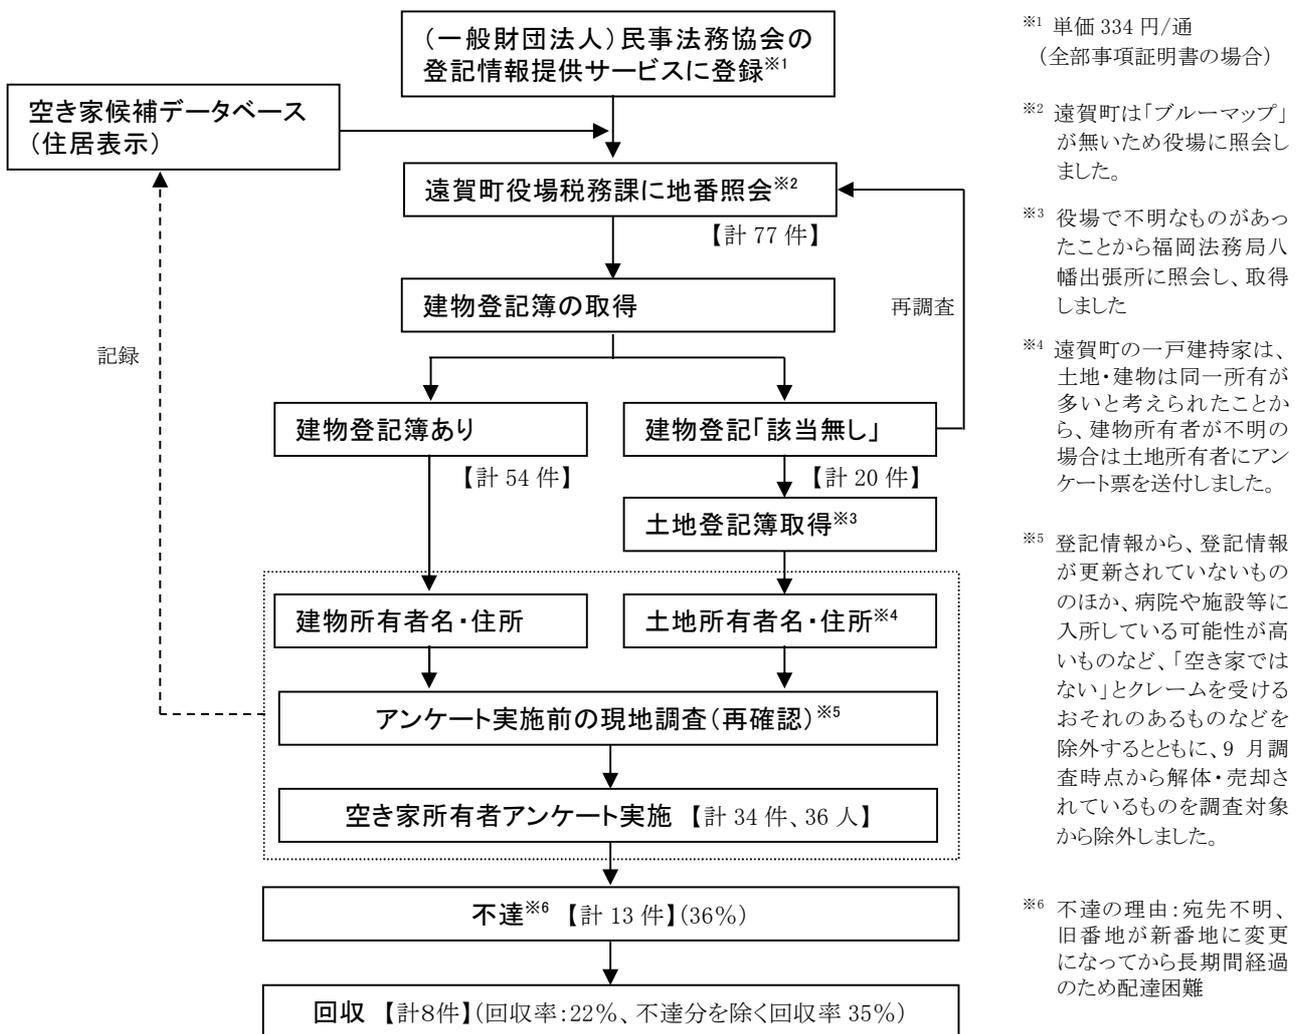 （一般財団法人）民事法務協会の
登記情報提供サービスに登録※1
空き家候補データベース
（住居表示）
遠賀町役場税務課に地番照会※2
【計 77 件】
建物登記簿の取得
再調査
記録
建物登記簿あり
建物登記「該当無し」
【計 54 件】
【計 20 件】
土地登記簿取得※3
建物所有者名・住所
土地所有者名・住所※4
アンケート実施前の現地調査（再確認）※5
空き家所有者アンケート実施 【計 34 件、36 人】
不達※6 【計 13 件】(36%)
回収 【計8件】(回収率：22%、不達分を除く回収率 35%)
※1 単価 334 円/通
（全部事項証明書の場合）
※2 遠賀町は「ブルーマップ」
が無いため役場に照会し
ました。
※3 役場で不明なものがあっ
たことから福岡法務局八
幡出張所に照会し、取得
しました
※4 遠賀町の一戸建持家は、
土地・建物は同一所有が
多いと考えられたことか
ら、建物所有者が不明の
場合は土地所有者にアン
ケート票を送付しました。
※5 登記情報から、登記情報
が更新されていないもの
のほか、病院や施設等に
入所している可能性が高
いものなど、「空き家では
ない」とクレームを受ける
おそれのあるものなどを
除外するとともに、9 月調
査時点から解体・売却さ
れているものを調査対象
から除外しました。
※6 不達の理由：宛先不明、
旧番地が新番地に変更
になってから長期間経過
のため配達困難